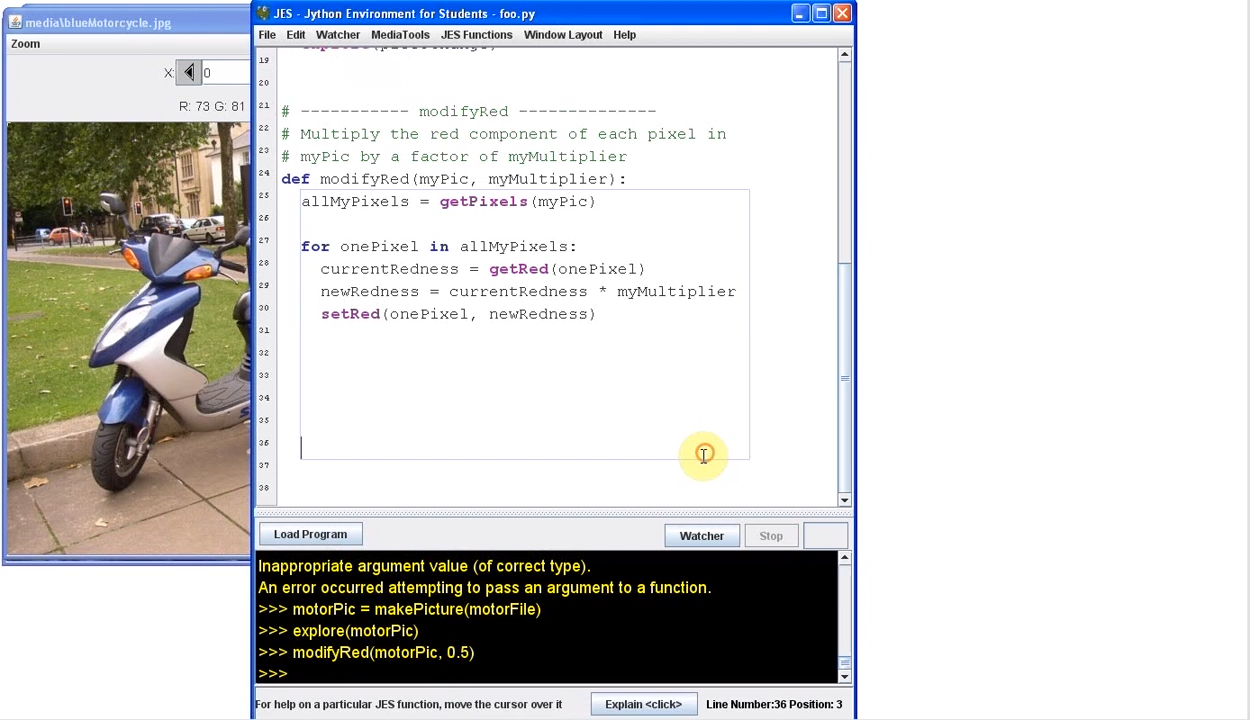 media\blueMotorcycle.jpg
Zoom
X: 0
R: 73 G: 81
JES - Jython Environment for Students - foo.py
File Edit Watcher MediaTools JES Functions Window Layout Help
19
20
21 # ----------- modifyRed --------------
22 # Multiply the red component of each pixel in
23 # myPic by a factor of myMultiplier
24 def modifyRed(myPic, myMultiplier):
25 allMyPixels = getPixels(myPic)
26
27 for onePixel in allMyPixels:
28 currentRedness = getRed(onePixel)
29 newRedness = currentRedness * myMultiplier
30 setRed(onePixel, newRedness)
31
32
33
34
35
36
37
38
Load Program Watcher Stop
Inappropriate argument value (of correct type).
An error occurred attempting to pass an argument to a function.
>>> motorPic = makePicture(motorFile)
>>> explore(motorPic)
>>> modifyRed(motorPic, 0.5)
>>>
For help on a particular JES function, move the cursor over it Explain <click> Line Number:36 Position: 3